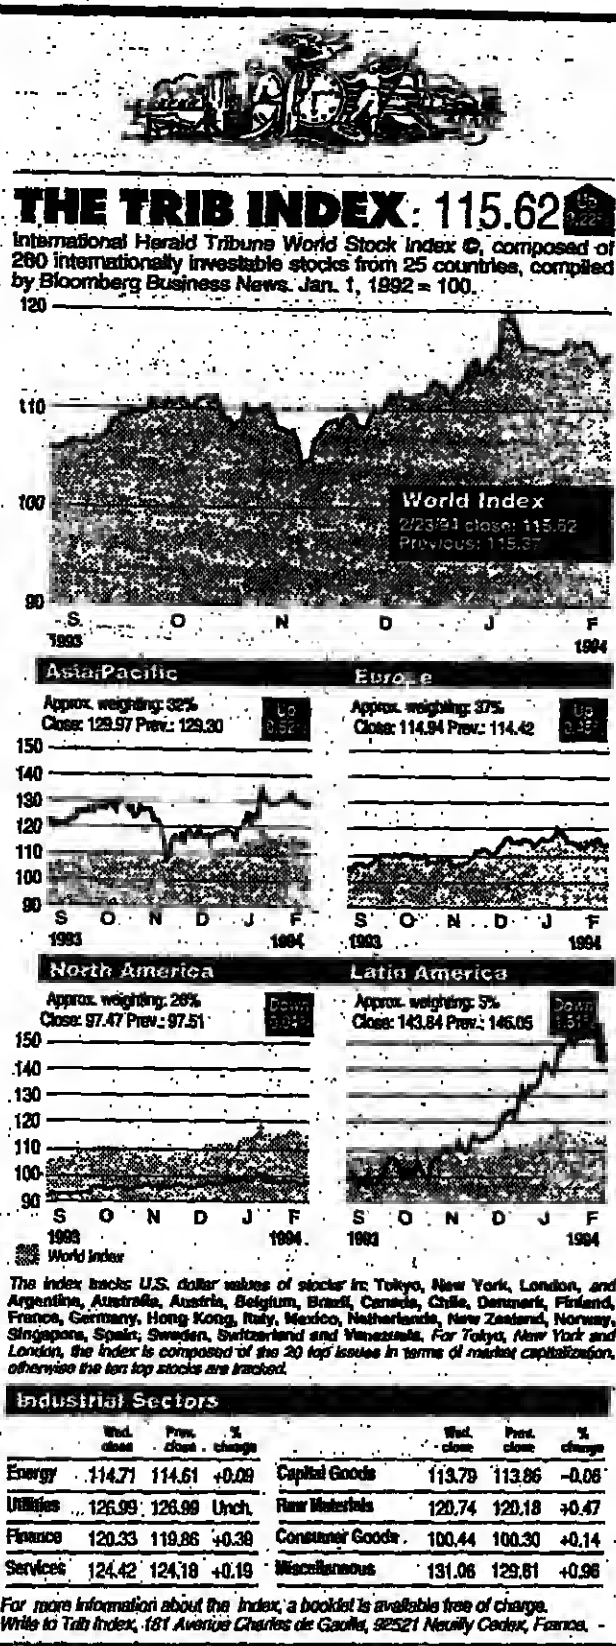 THE TRIB INDEX: 115.62 Up 0.22%
International Herald Tribune World Stock Index ©, composed of
280 internationally investable stocks from 25 countries, compiled
by Bloomberg Business News. Jan. 1, 1992 = 100.
120
110
100
90
World Index
2/23/94 close: 115.62
Previous: 115.37
S O N D J F
1993 1994
Asia/Pacific
Approx. weighting: 32%
Close: 129.97 Prev.: 129.30
Up
0.52%
Europe
Approx. weighting: 37%
Close: 114.94 Prev.: 114.42
Up
0.45%
150
140
130
120
110
100
90
S O N D J F
1993 1994
S O N D J F
1993 1994
North America
Approx. weighting: 26%
Close: 97.47 Prev.: 97.51
Down
0.04%
Latin America
Approx. weighting: 5%
Close: 143.84 Prev.: 146.05
Down
1.51%
150
140
130
120
110
100
90
S O N D J F
1993 1994
S O N D J F
1993 1994
World Index
The index tracks U.S. dollar values of stocks in: Tokyo, New York, London, and
Argentina, Australia, Austria, Belgium, Brazil, Canada, Chile, Denmark, Finland,
France, Germany, Hong Kong, Italy, Mexico, Netherlands, New Zealand, Norway,
Singapore, Spain, Sweden, Switzerland and Venezuela. For Tokyo, New York and
London, the index is composed of the 20 top issues in terms of market capitalization,
otherwise the ten top stocks are tracked.
Industrial Sectors
Wed. close Prev. close % change Wed. close Prev. close % change
Energy 114.71 114.61 +0.09 Capital Goods 113.79 113.86 -0.06
Utilities 126.99 126.99 Unch. Raw Materials 120.74 120.18 +0.47
Finance 120.33 119.86 +0.39 Consumer Goods 100.44 100.30 +0.14
Services 124.42 124.18 +0.19 Miscellaneous 131.06 129.81 +0.96
For more information about the Index, a booklet is available free of charge.
Write to Trib Index, 181 Avenue Charles de Gaulle, 92521 Neuilly Cedex, France.